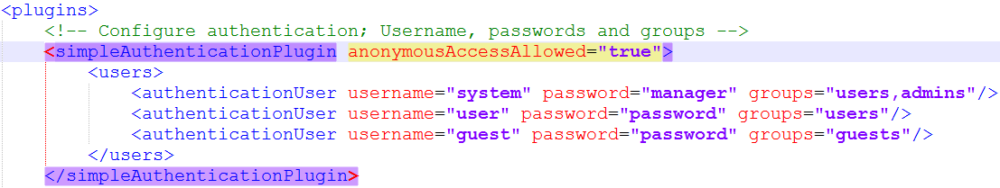 <plugins>
<!-- Configure authentication; Username, passwords and groups -->
<simpleAuthenticationPlugin anonymousAccessAllowed="true">
<users>
<authenticationUser username="system" password="manager" groups="users,admins"/>
<authenticationUser username="user" password="password" groups="users"/>
<authenticationUser username="guest" password="password" groups="guests"/>
</users>
</simpleAuthenticationPlugin>